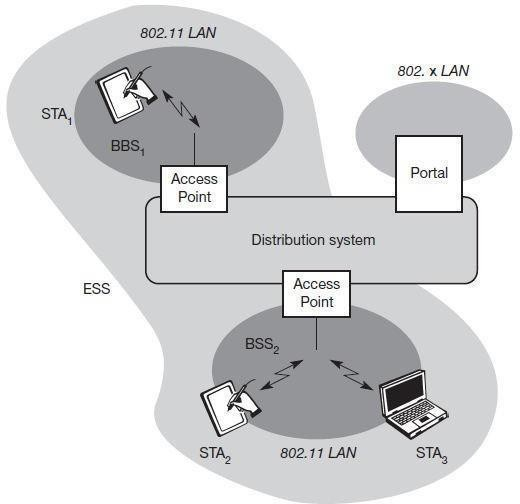 802.11 LAN
802. x LAN
STA1
BBS1
Access
Point
Portal
Distribution system
ESS
Access
Point
BSS2
STA2
802.11 LAN
STA3